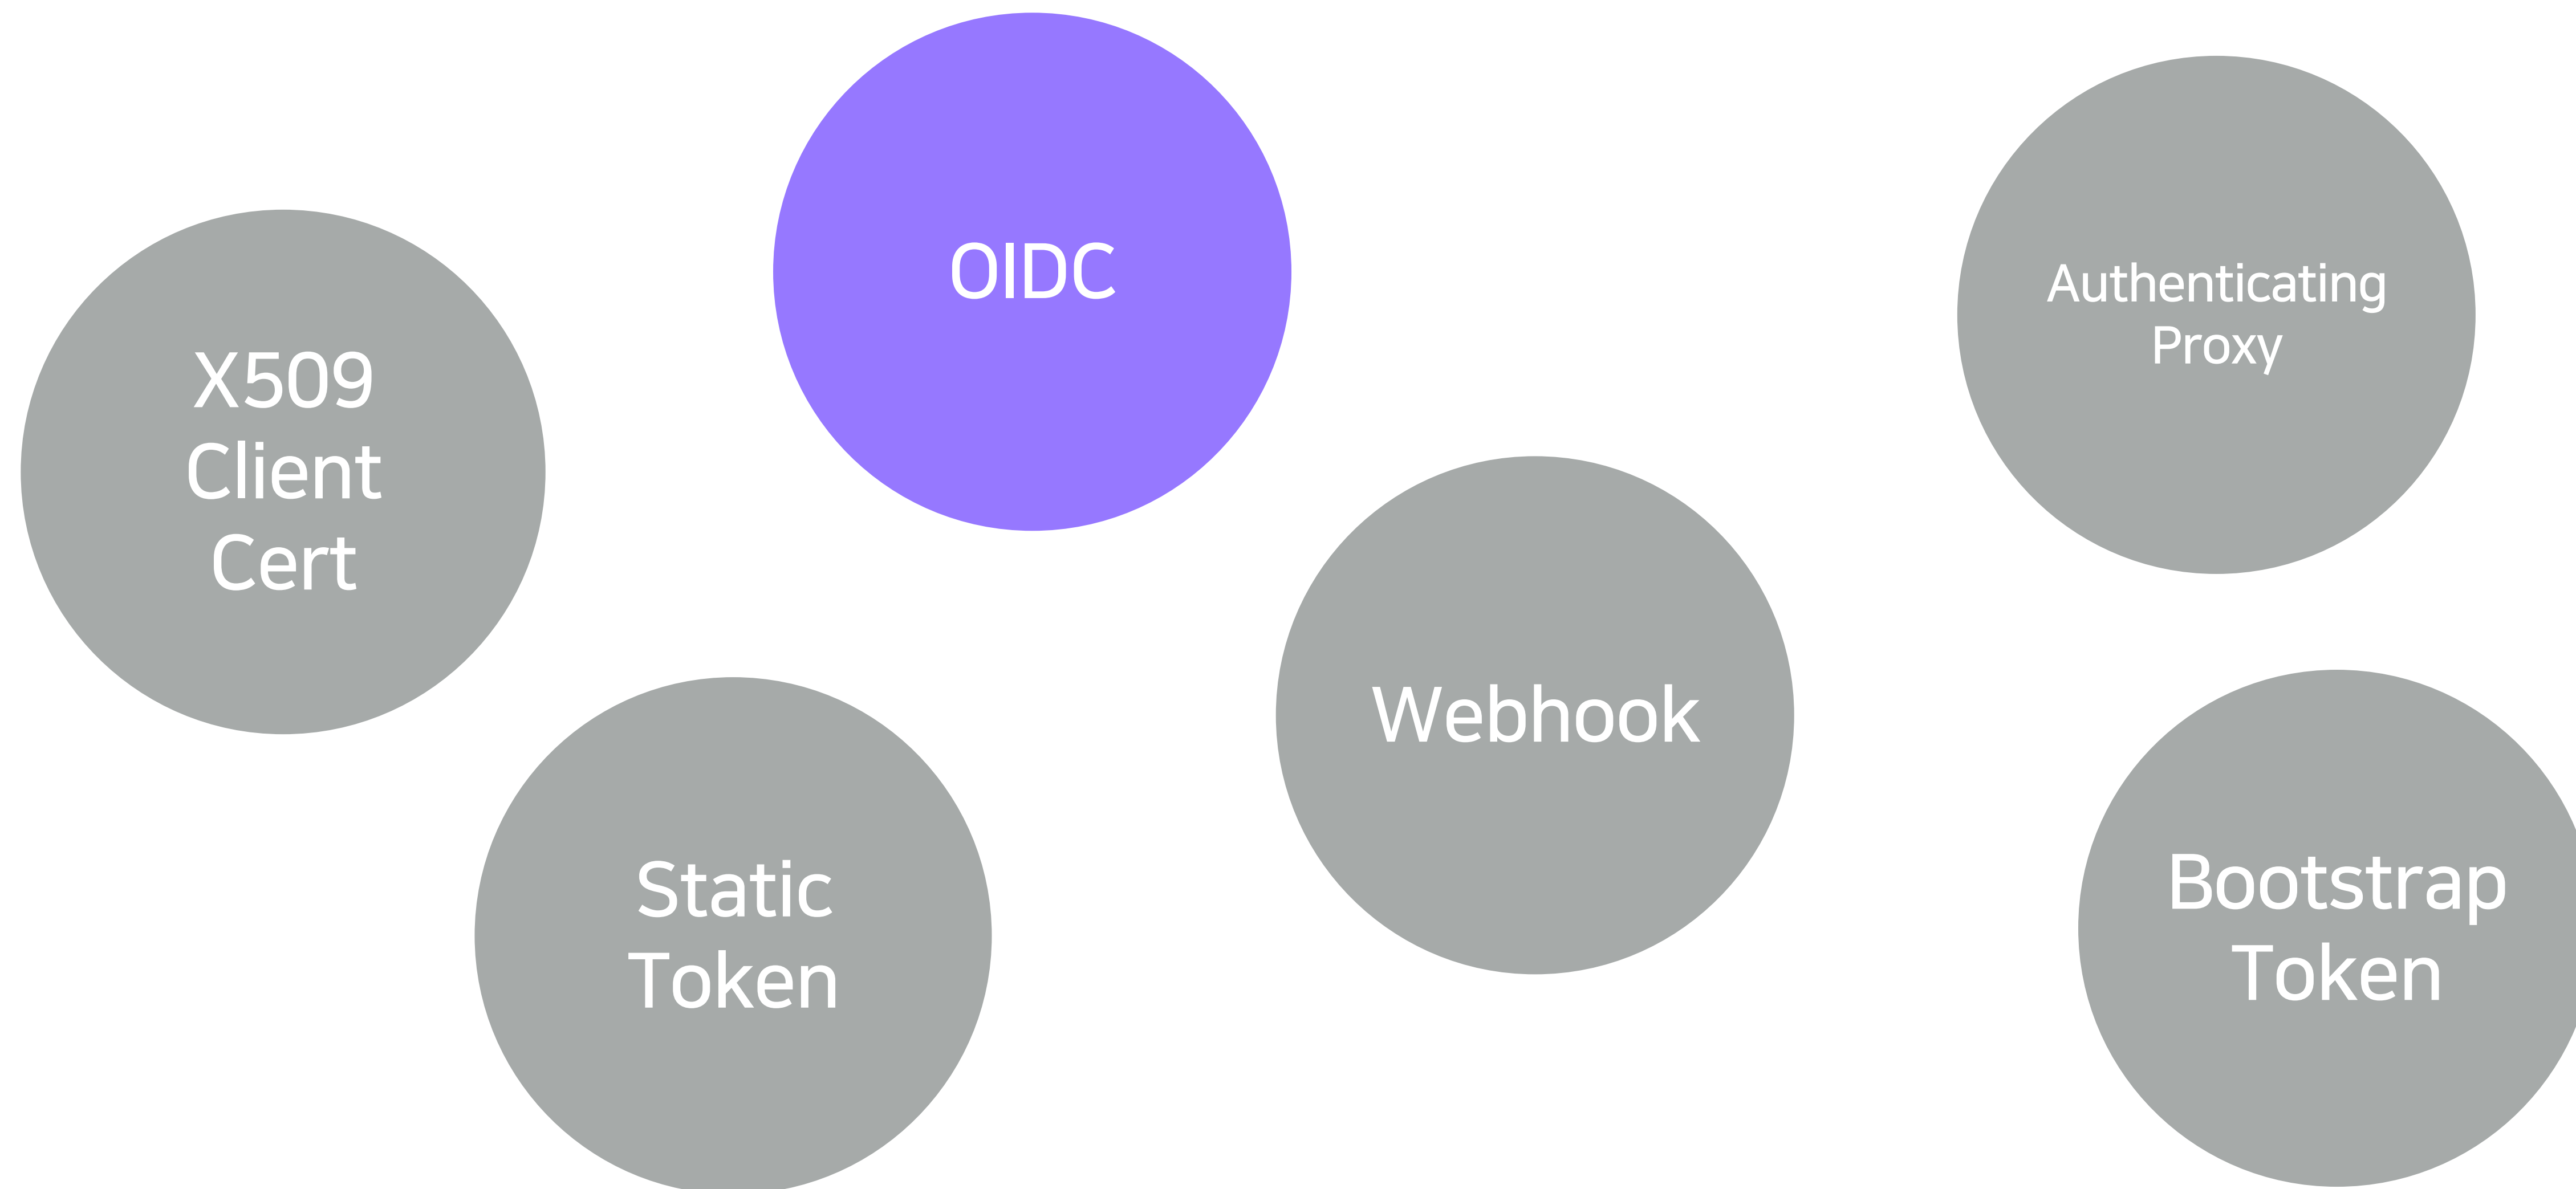 OIDC
Authenticating
Proxy
X509
Client
Cert
Webhook
Static
Token
Bootstrap
Token